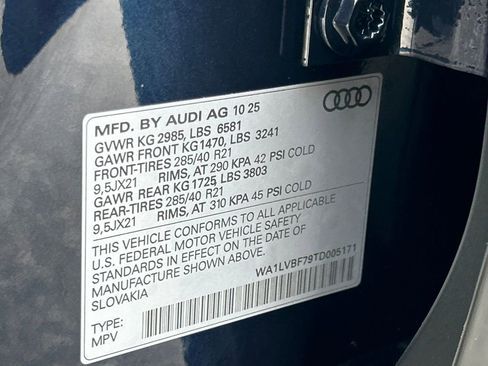 MFD. BY AUDI AG 10 25
GVWR KG 2985, LBS 6581
GAWR FRONT KG1470, LBS 3241
FRONT-TIRES 285/40 R21
9,5JX21 RIMS, AT 290 KPA 42 PSI COLD
GAWR REAR KG 1725, LBS 3803
REAR-TIRES 285/40 R21
9,5JX21 RIMS, AT 310 KPA 45 PSI COLD
THIS VEHICLE CONFORMS TO ALL APPLICABLE
U.S. FEDERAL MOTOR VEHICLE SAFETY
STANDARDS IN EFFECT ON THE DATE OF
MANUFACTURE SHOWN ABOVE.
SLOVAKIA
WA1LVBF79TD005171
TYPE:
MPV